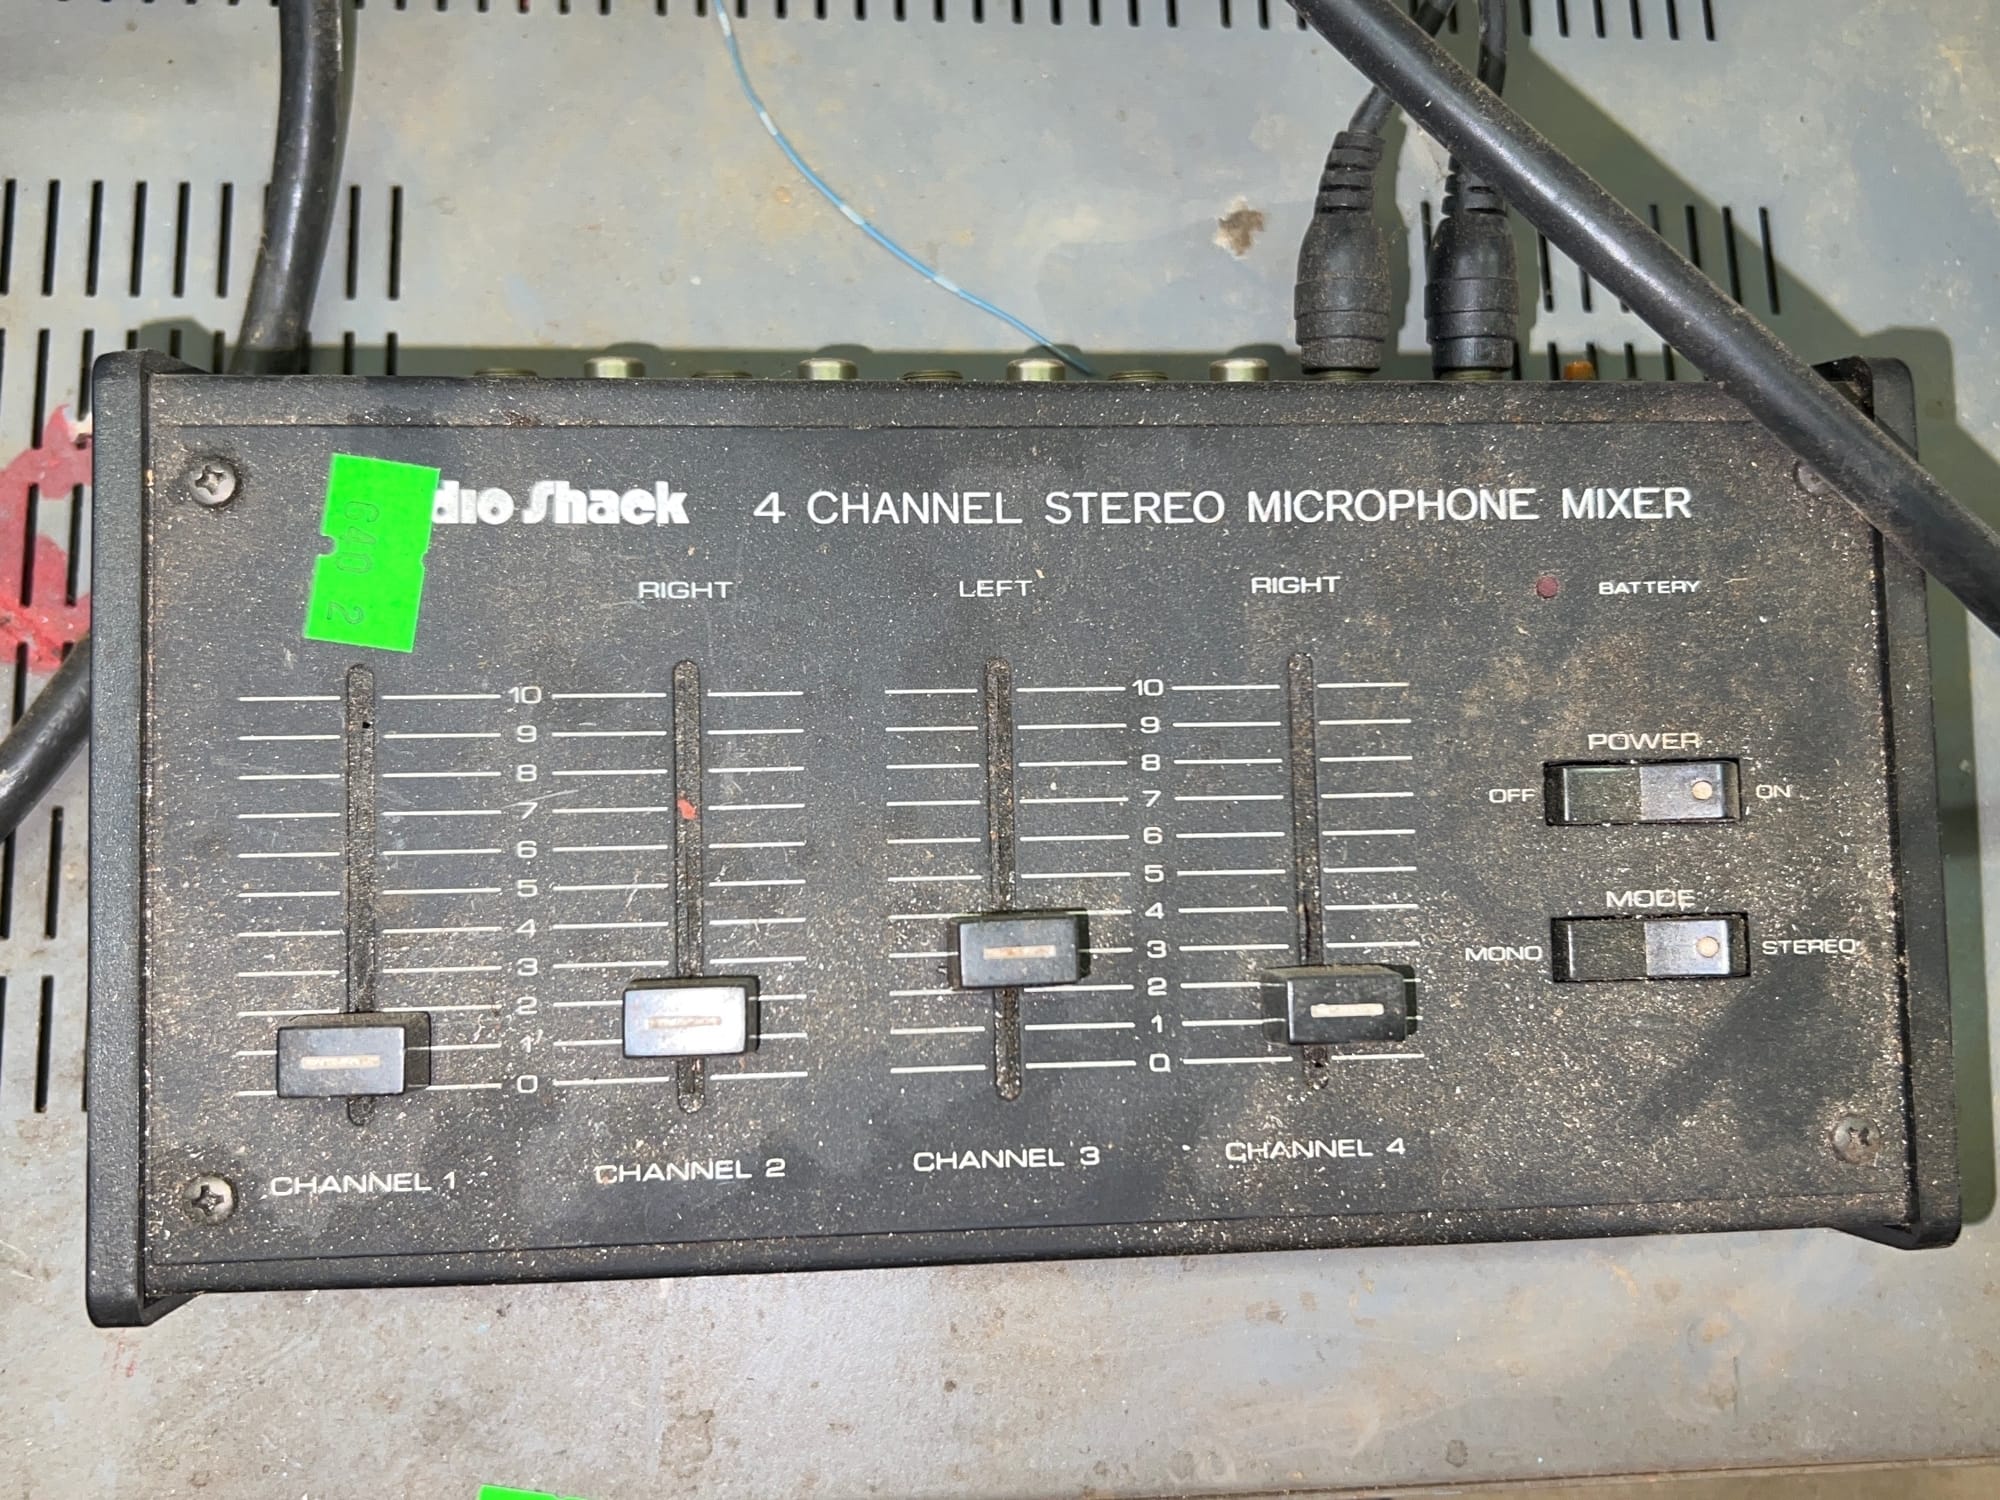 dio Shack 4 CHANNEL STEREO MICROPHONE MIXER
640 2
RIGHT LEFT RIGHT BATTERY
10 10
9 9
8 8
7 7
6 6
5 5
4 4
3 3
2 2
1 1
0 0
POWER
OFF ON
MODE
MONO STEREO
CHANNEL 1 CHANNEL 2 CHANNEL 3 CHANNEL 4